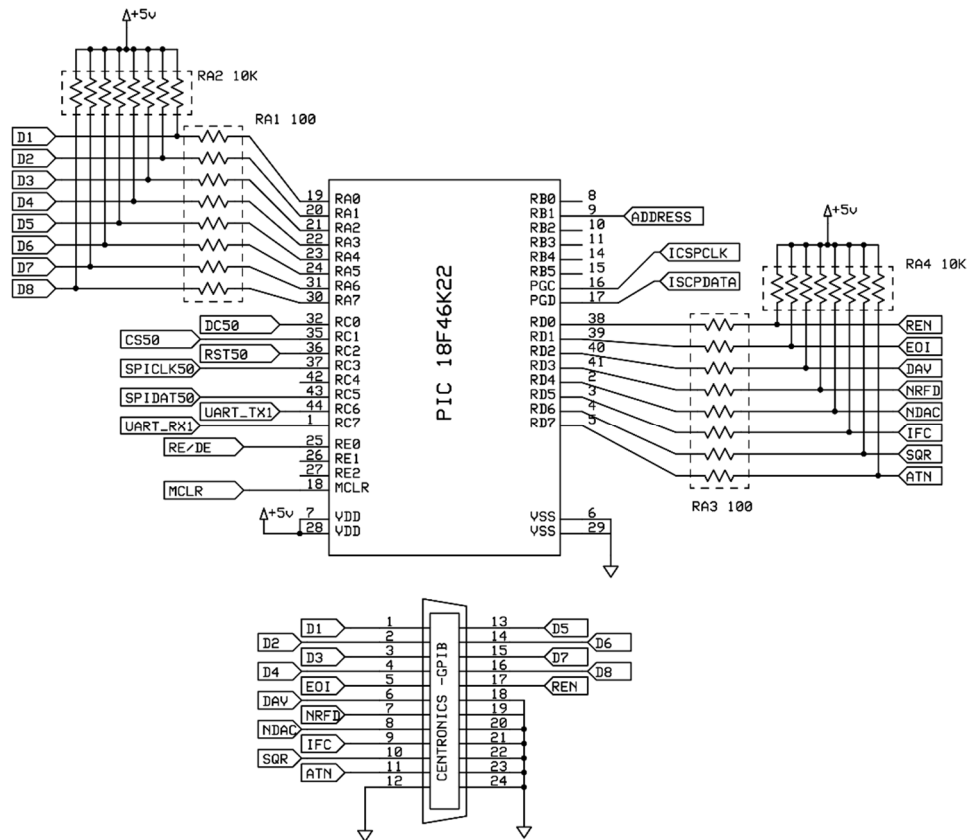 +5v
RA2 10K
RA1 100
D1
D2
D3
D4
D5
D6
D7
D8
19 RA0
20 RA1
21 RA2
22 RA3
23 RA4
24 RA5
31 RA6
30 RA7
DC50 32 RC0
CS50 35 RC1
RST50 36 RC2
SPICLK50 37 RC3
42 RC4
SPIDAT50 43 RC5
UART_TX1 44 RC6
UART_RX1 1 RC7
RE/DE 25 RE0
26 RE1
27 RE2
MCLR 18 MCLR
+5v 7 VDD
28 VDD
PIC 18F46K22
RB0 8
RB1 9 ADDRESS
RB2 10
RB3 11
RB4 14
RB5 15
PGC 16 ICSPCLK
PGD 17 ISCPDATA
RD0 38
RD1 39
RD2 40
RD3 41
RD4 2
RD5 3
RD6 4
RD7 5
VSS 6
VSS 29
+5v
RA4 10K
REN
EOI
DAV
NRFD
NDAC
IFC
SQR
ATN
RA3 100
D1 1
D2 2
D3 3
D4 4
EOI 5
DAV 6
NRFD 7
NDAC 8
IFC 9
SQR 10
ATN 11
12
CENTRONICS -GPIB
13 D5
14 D6
15 D7
16 D8
17 REN
18
19
20
21
22
23
24